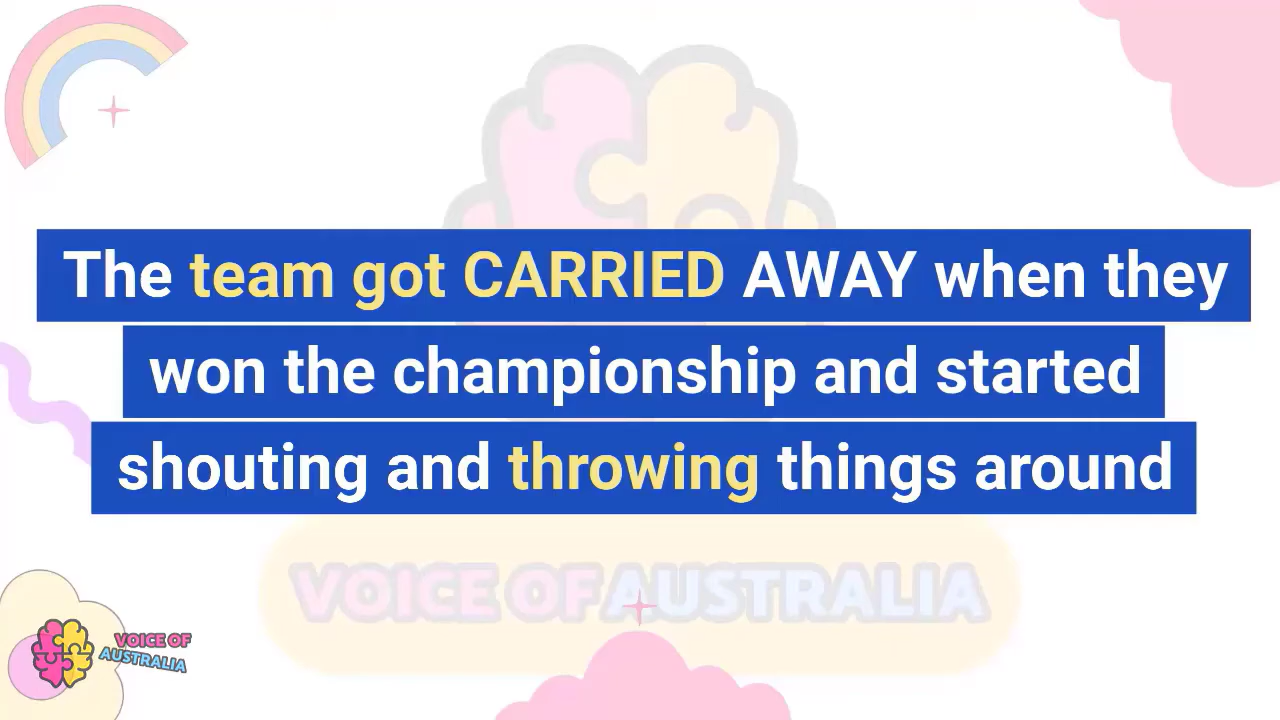 The team got CARRIED AWAY when they
won the championship and started
shouting and throwing things around
VOICE OF AUSTRALIA
VOICE OF
AUSTRALIA